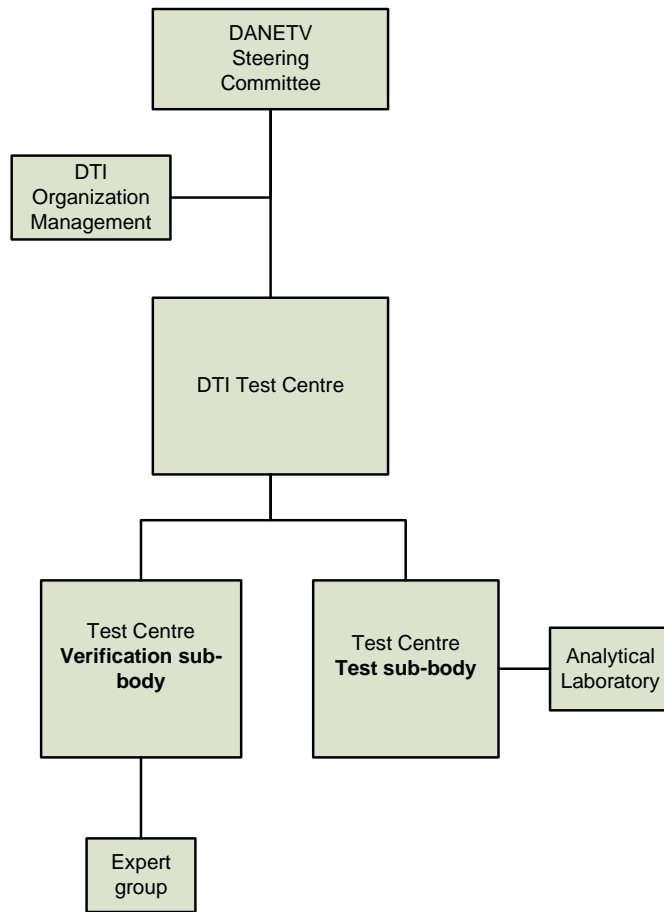 DANETV
Steering
Committee
DTI
Organization
Management
DTI Test Centre
Test Centre
Verification sub-
body
Test Centre
Test sub-body
Analytical
Laboratory
Expert
group